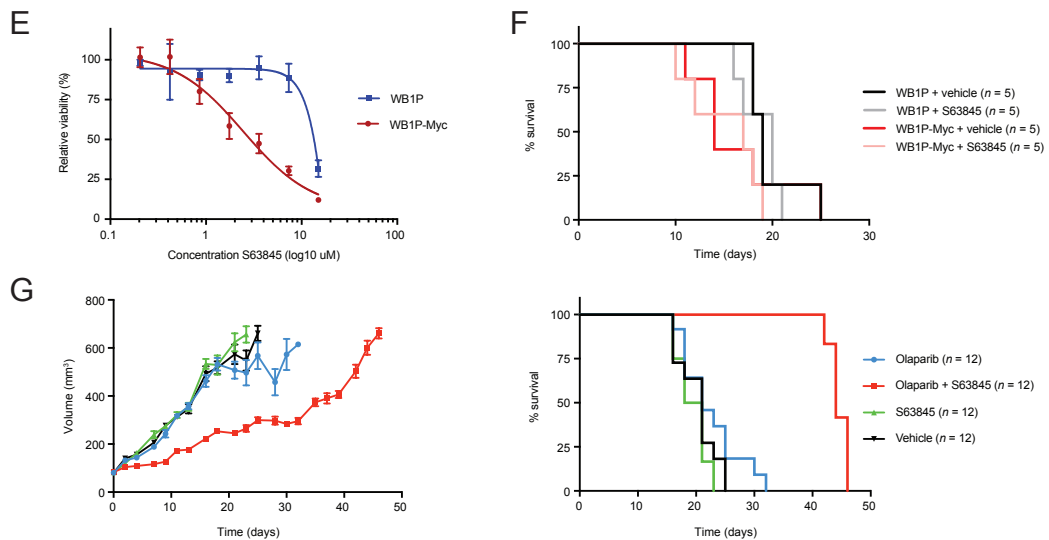 E
Relative viability (%)
100
75
50
25
0
0.1
1
10
100
Concentration S63845 (log10 uM)
WB1P
WB1P-Myc
F
% survival
100
75
50
25
0
0
10
20
30
Time (days)
WB1P + vehicle (n = 5)
WB1P + S63845 (n = 5)
WB1P-Myc + vehicle (n = 5)
WB1P-Myc + S63845 (n = 5)
G
Volume (mm³)
800
600
400
200
0
0
10
20
30
40
50
Time (days)
% survival
100
75
50
25
0
0
10
20
30
40
50
Time (days)
Olaparib (n = 12)
Olaparib + S63845 (n = 12)
S63845 (n = 12)
Vehicle (n = 12)